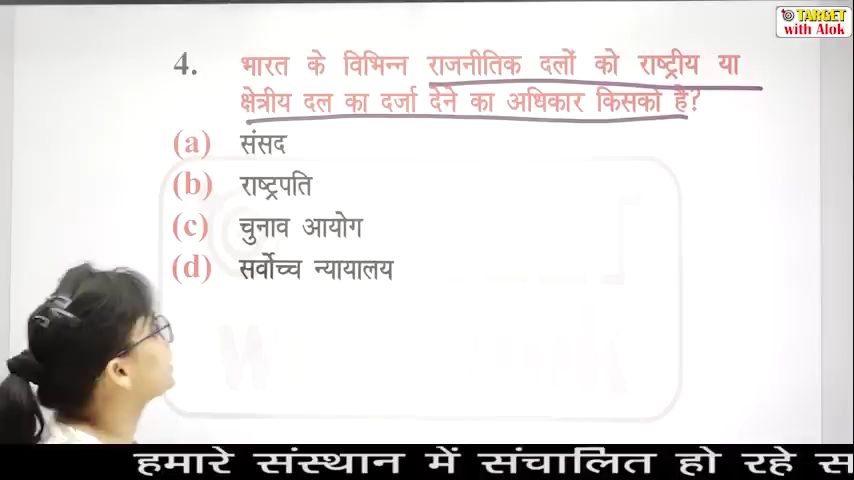 TARGET
with Alok
4. भारत के विभिन्न राजनीतिक दलों को राष्ट्रीय या
क्षेत्रीय दल का दर्जा देने का अधिकार किसको है?
(a) संसद
(b) राष्ट्रपति
(c) चुनाव आयोग
(d) सर्वोच्च न्यायालय
हमारे संस्थान में संचालित हो रहे स